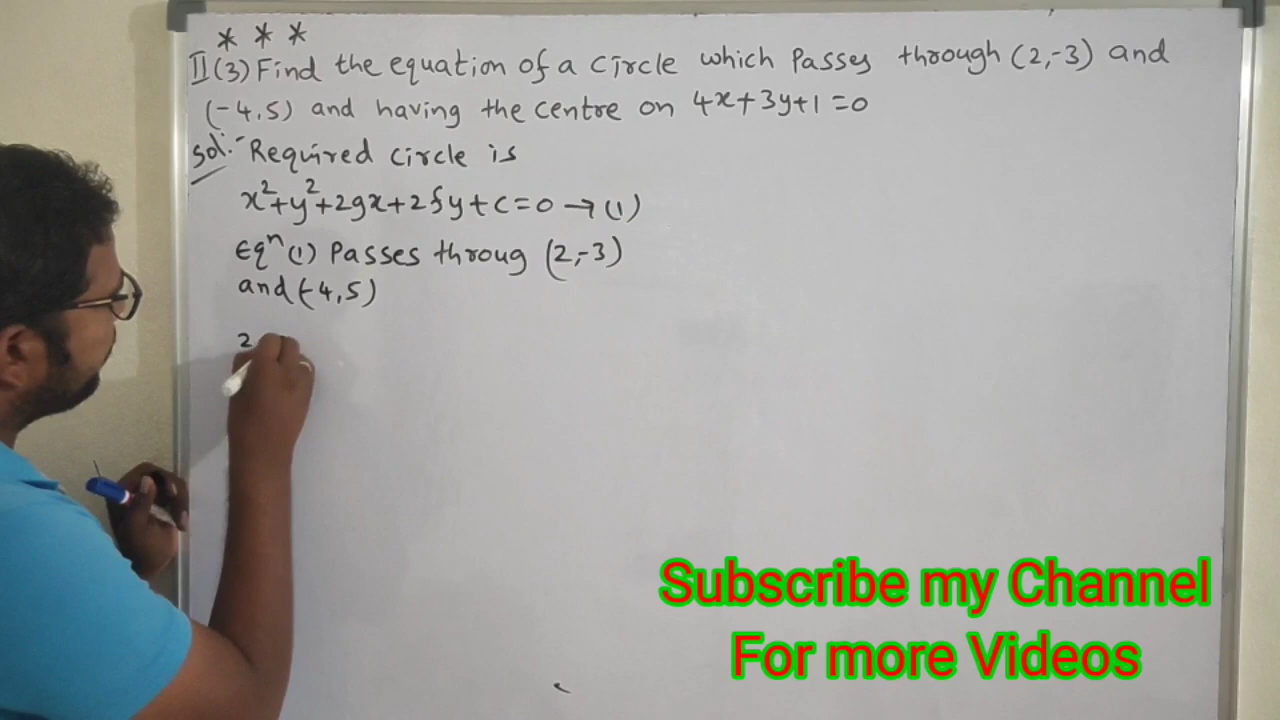 * * *
II(3) Find the equation of a circle which passes through (2,-3) and
(-4,5) and having the centre on 4x+3y+1=0
Sol:- Required circle is
x²+y²+2gx+2fy+c=0 →(1)
Eqⁿ (1) Passes throug (2,-3)
and (-4,5)
2
Subscribe my Channel
For more Videos